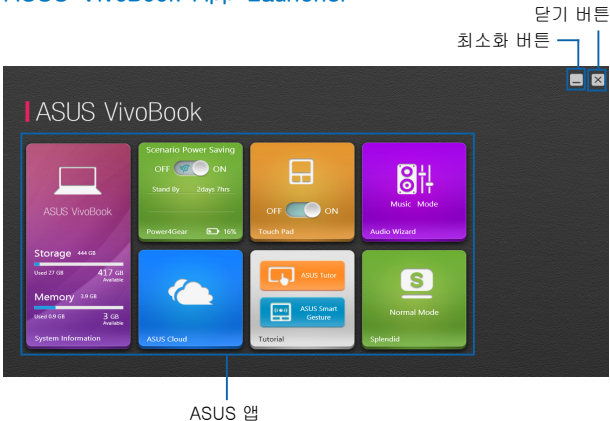 ASUS VivoBook App Launcher
닫기 버튼
최소화 버튼
ASUS VivoBook
ASUS VivoBook
Storage 444 GB
Used 27 GB
417 GB
Available
Memory 3.9 GB
Used 0.9 GB
3 GB
Available
System Information
Scenario Power Saving
OFF ON
Stand By 2days 7hrs
Power4Gear 16%
OFF ON
Touch Pad
Music Mode
Audio Wizard
ASUS Cloud
ASUS Tutor
ASUS Smart
Gesture
Tutorial
S
Normal Mode
Splendid
ASUS 앱